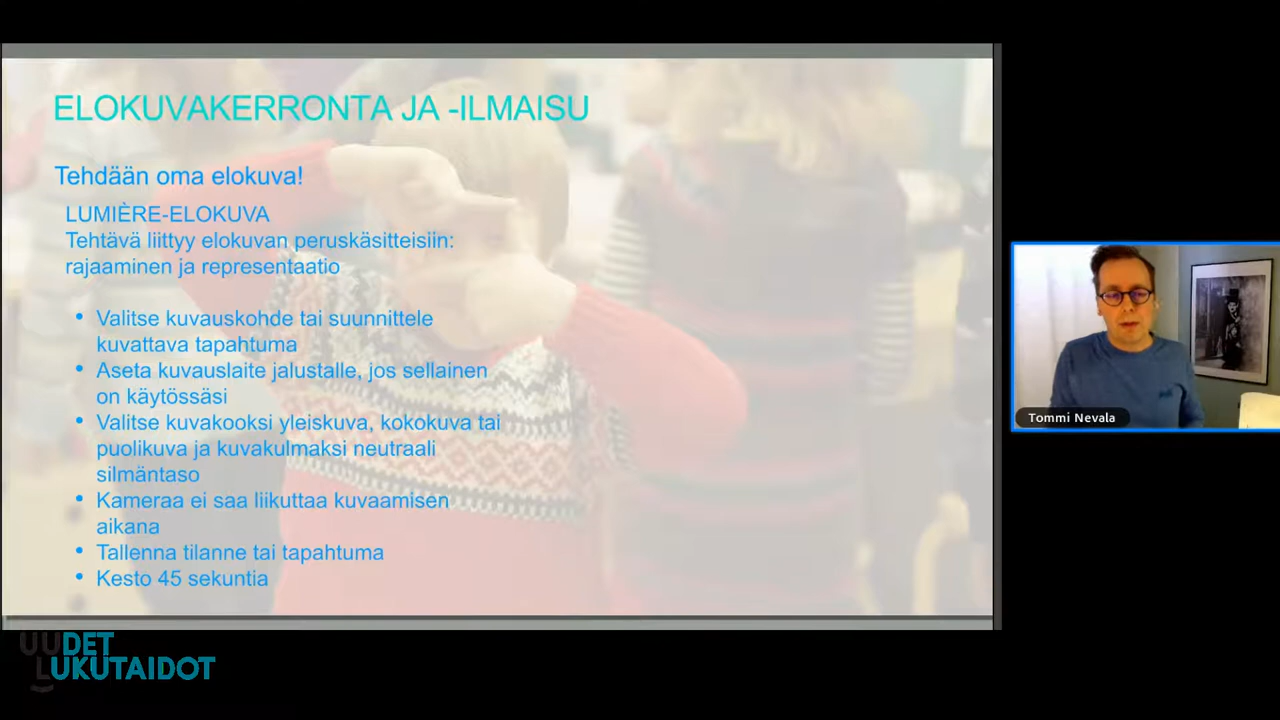 ELOKUVAKERRONTA JA -ILMAISU
Tehdään oma elokuva!
LUMIÈRE-ELOKUVA
Tehtävä liittyy elokuvan peruskäsitteisiin:
rajaaminen ja representaatio
• Valitse kuvauskohde tai suunnittele
kuvattava tapahtuma
• Aseta kuvauslaite jalustalle, jos sellainen
on käytössäsi
• Valitse kuvakooksi yleiskuva, kokokuva tai
puolikuva ja kuvakulmaksi neutraali
silmäntaso
• Kameraa ei saa liikuttaa kuvaamisen
aikana
• Tallenna tilanne tai tapahtuma
• Kesto 45 sekuntia
Tommi Nevala
UUDET
LUKUTAIDOT